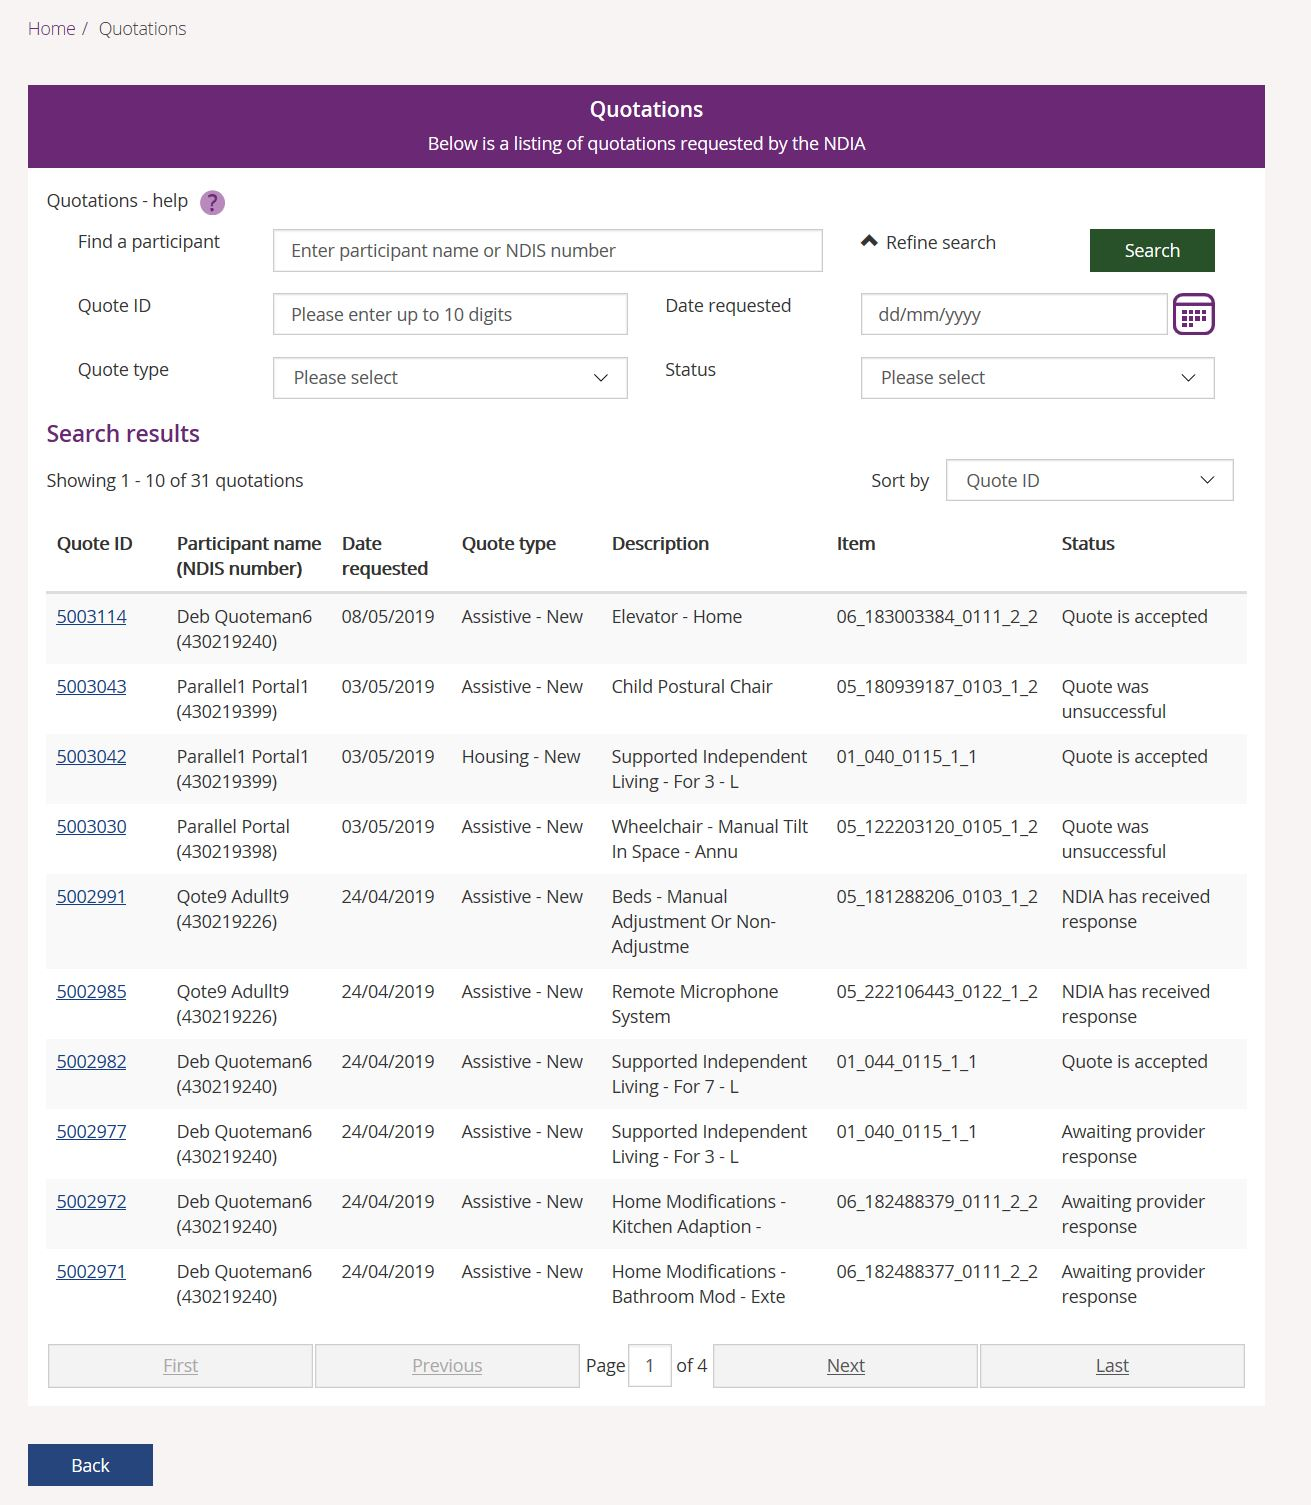 Home / Quotations
Quotations
Below is a listing of quotations requested by the NDIA
Quotations - help ?
Find a participant Enter participant name or NDIS number Refine search Search
Quote ID Please enter up to 10 digits Date requested dd/mm/yyyy
Quote type Please select Status Please select
Search results
Showing 1 - 10 of 31 quotations Sort by Quote ID
Quote ID Participant name Date Quote type Description Item Status
(NDIS number) requested
5003114 Deb Quoteman6 08/05/2019 Assistive - New Elevator - Home 06_183003384_0111_2_2 Quote is accepted
(430219240)
5003043 Parallel1 Portal1 03/05/2019 Assistive - New Child Postural Chair 05_180939187_0103_1_2 Quote was
(430219399) unsuccessful
5003042 Parallel1 Portal1 03/05/2019 Housing - New Supported Independent 01_040_0115_1_1 Quote is accepted
(430219399) Living - For 3 - L
5003030 Parallel Portal 03/05/2019 Assistive - New Wheelchair - Manual Tilt 05_122203120_0105_1_2 Quote was
(430219398) In Space - Annu unsuccessful
5002991 Qote9 Adullt9 24/04/2019 Assistive - New Beds - Manual 05_181288206_0103_1_2 NDIA has received
(430219226) Adjustment Or Non- response
Adjustme
5002985 Qote9 Adullt9 24/04/2019 Assistive - New Remote Microphone 05_222106443_0122_1_2 NDIA has received
(430219226) System response
5002982 Deb Quoteman6 24/04/2019 Assistive - New Supported Independent 01_044_0115_1_1 Quote is accepted
(430219240) Living - For 7 - L
5002977 Deb Quoteman6 24/04/2019 Assistive - New Supported Independent 01_040_0115_1_1 Awaiting provider
(430219240) Living - For 3 - L response
5002972 Deb Quoteman6 24/04/2019 Assistive - New Home Modifications - 06_182488379_0111_2_2 Awaiting provider
(430219240) Kitchen Adaption - response
5002971 Deb Quoteman6 24/04/2019 Assistive - New Home Modifications - 06_182488377_0111_2_2 Awaiting provider
(430219240) Bathroom Mod - Exte response
First Previous Page 1 of 4 Next Last
Back